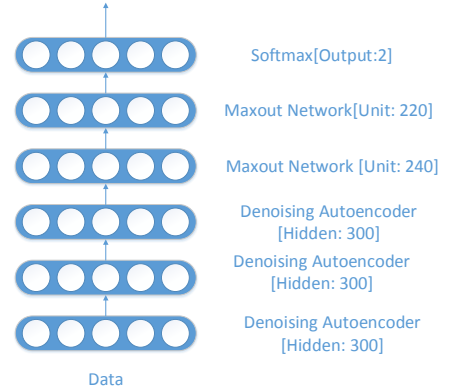 Softmax[Output:2]
Maxout Network[Unit: 220]
Maxout Network [Unit: 240]
Denoising Autoencoder
[Hidden: 300]
Denoising Autoencoder
[Hidden: 300]
Denoising Autoencoder
[Hidden: 300]
Data